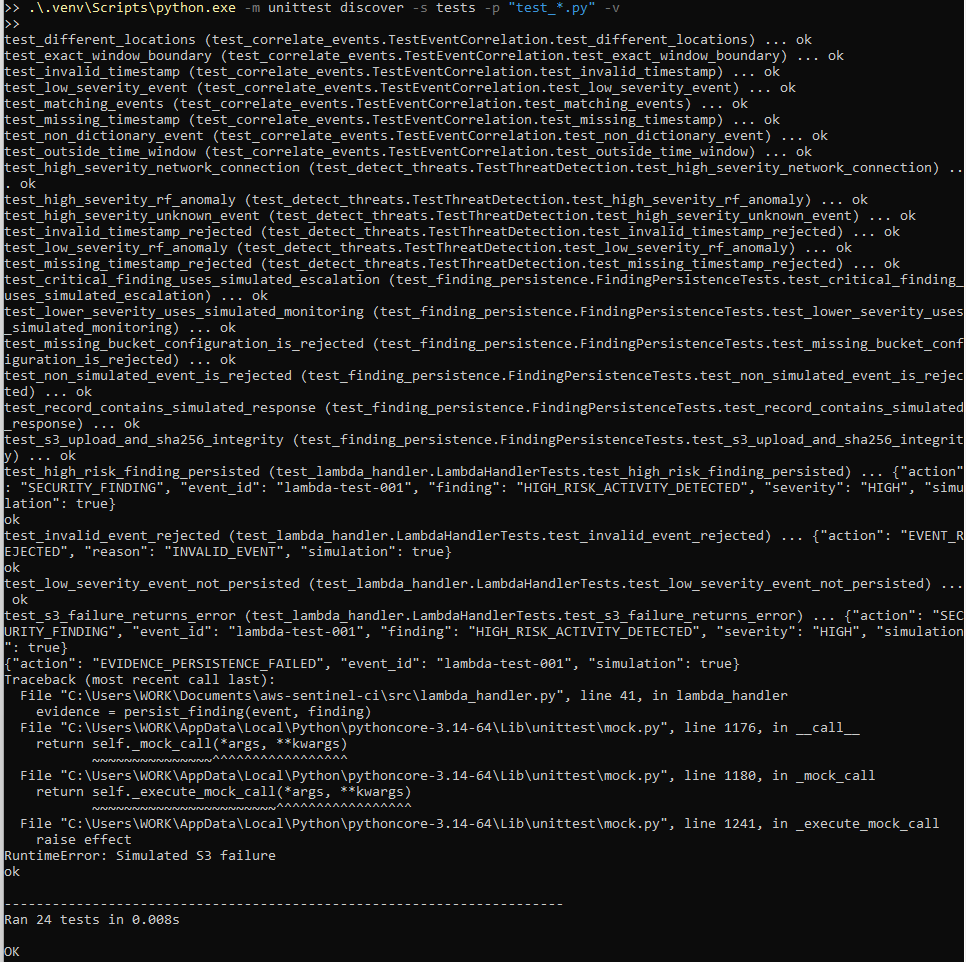 >> .\.venv\Scripts\python.exe -m unittest discover -s tests -p "test_*.py" -v
>>
test_different_locations (test_correlate_events.TestEventCorrelation.test_different_locations) ... ok
test_exact_window_boundary (test_correlate_events.TestEventCorrelation.test_exact_window_boundary) ... ok
test_invalid_timestamp (test_correlate_events.TestEventCorrelation.test_invalid_timestamp) ... ok
test_low_severity_event (test_correlate_events.TestEventCorrelation.test_low_severity_event) ... ok
test_matching_events (test_correlate_events.TestEventCorrelation.test_matching_events) ... ok
test_missing_timestamp (test_correlate_events.TestEventCorrelation.test_missing_timestamp) ... ok
test_non_dictionary_event (test_correlate_events.TestEventCorrelation.test_non_dictionary_event) ... ok
test_outside_time_window (test_correlate_events.TestEventCorrelation.test_outside_time_window) ... ok
test_high_severity_network_connection (test_detect_threats.TestThreatDetection.test_high_severity_network_connection) ..
. ok
test_high_severity_rf_anomaly (test_detect_threats.TestThreatDetection.test_high_severity_rf_anomaly) ... ok
test_high_severity_unknown_event (test_detect_threats.TestThreatDetection.test_high_severity_unknown_event) ... ok
test_invalid_timestamp_rejected (test_detect_threats.TestThreatDetection.test_invalid_timestamp_rejected) ... ok
test_low_severity_rf_anomaly (test_detect_threats.TestThreatDetection.test_low_severity_rf_anomaly) ... ok
test_missing_timestamp_rejected (test_detect_threats.TestThreatDetection.test_missing_timestamp_rejected) ... ok
test_critical_finding_uses_simulated_escalation (test_finding_persistence.FindingPersistenceTests.test_critical_finding_
uses_simulated_escalation) ... ok
test_lower_severity_uses_simulated_monitoring (test_finding_persistence.FindingPersistenceTests.test_lower_severity_uses
_simulated_monitoring) ... ok
test_missing_bucket_configuration_is_rejected (test_finding_persistence.FindingPersistenceTests.test_missing_bucket_conf
iguration_is_rejected) ... ok
test_non_simulated_event_is_rejected (test_finding_persistence.FindingPersistenceTests.test_non_simulated_event_is_rejec
ted) ... ok
test_record_contains_simulated_response (test_finding_persistence.FindingPersistenceTests.test_record_contains_simulated
_response) ... ok
test_s3_upload_and_sha256_integrity (test_finding_persistence.FindingPersistenceTests.test_s3_upload_and_sha256_integrit
y) ... ok
test_high_risk_finding_persisted (test_lambda_handler.LambdaHandlerTests.test_high_risk_finding_persisted) ... {"action"
: "SECURITY_FINDING", "event_id": "lambda-test-001", "finding": "HIGH_RISK_ACTIVITY_DETECTED", "severity": "HIGH", "simu
lation": true}
ok
test_invalid_event_rejected (test_lambda_handler.LambdaHandlerTests.test_invalid_event_rejected) ... {"action": "EVENT_R
EJECTED", "reason": "INVALID_EVENT", "simulation": true}
ok
test_low_severity_event_not_persisted (test_lambda_handler.LambdaHandlerTests.test_low_severity_event_not_persisted) ...
 ok
test_s3_failure_returns_error (test_lambda_handler.LambdaHandlerTests.test_s3_failure_returns_error) ... {"action": "SEC
URITY_FINDING", "event_id": "lambda-test-001", "finding": "HIGH_RISK_ACTIVITY_DETECTED", "severity": "HIGH", "simulation
": true}
{"action": "EVIDENCE_PERSISTENCE_FAILED", "event_id": "lambda-test-001", "simulation": true}
Traceback (most recent call last):
  File "C:\Users\WORK\Documents\aws-sentinel-ci\src\lambda_handler.py", line 41, in lambda_handler
    evidence = persist_finding(event, finding)
  File "C:\Users\WORK\AppData\Local\Python\pythoncore-3.14-64\Lib\unittest\mock.py", line 1176, in __call__
    return self._mock_call(*args, **kwargs)
           ~~~~~~~~~~~~~~~^^^^^^^^^^^^^^^^^
  File "C:\Users\WORK\AppData\Local\Python\pythoncore-3.14-64\Lib\unittest\mock.py", line 1180, in _mock_call
    return self._execute_mock_call(*args, **kwargs)
           ~~~~~~~~~~~~~~~~~~~~~~~^^^^^^^^^^^^^^^^^
  File "C:\Users\WORK\AppData\Local\Python\pythoncore-3.14-64\Lib\unittest\mock.py", line 1241, in _execute_mock_call
    raise effect
RuntimeError: Simulated S3 failure
ok

----------------------------------------------------------------------
Ran 24 tests in 0.008s

OK